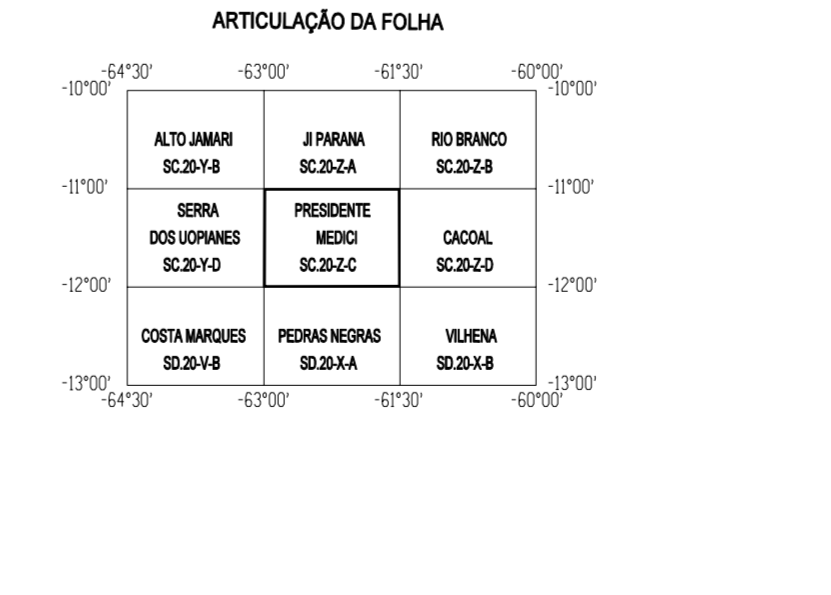 ARTICULAÇÃO DA FOLHA
-64°30' -63°00' -61°30' -60°00'
-10°00' -10°00'
ALTO JAMARI JI PARANA RIO BRANCO
SC.20-Y-B SC.20-Z-A SC.20-Z-B
-11°00' -11°00'
SERRA PRESIDENTE
DOS UOPIANES MEDICI CACOAL
SC.20-Y-D SC.20-Z-C SC.20-Z-D
-12°00' -12°00'
COSTA MARQUES PEDRAS NEGRAS VILHENA
SD.20-V-B SD.20-X-A SD.20-X-B
-13°00' -13°00'
-64°30' -63°00' -61°30' -60°00'